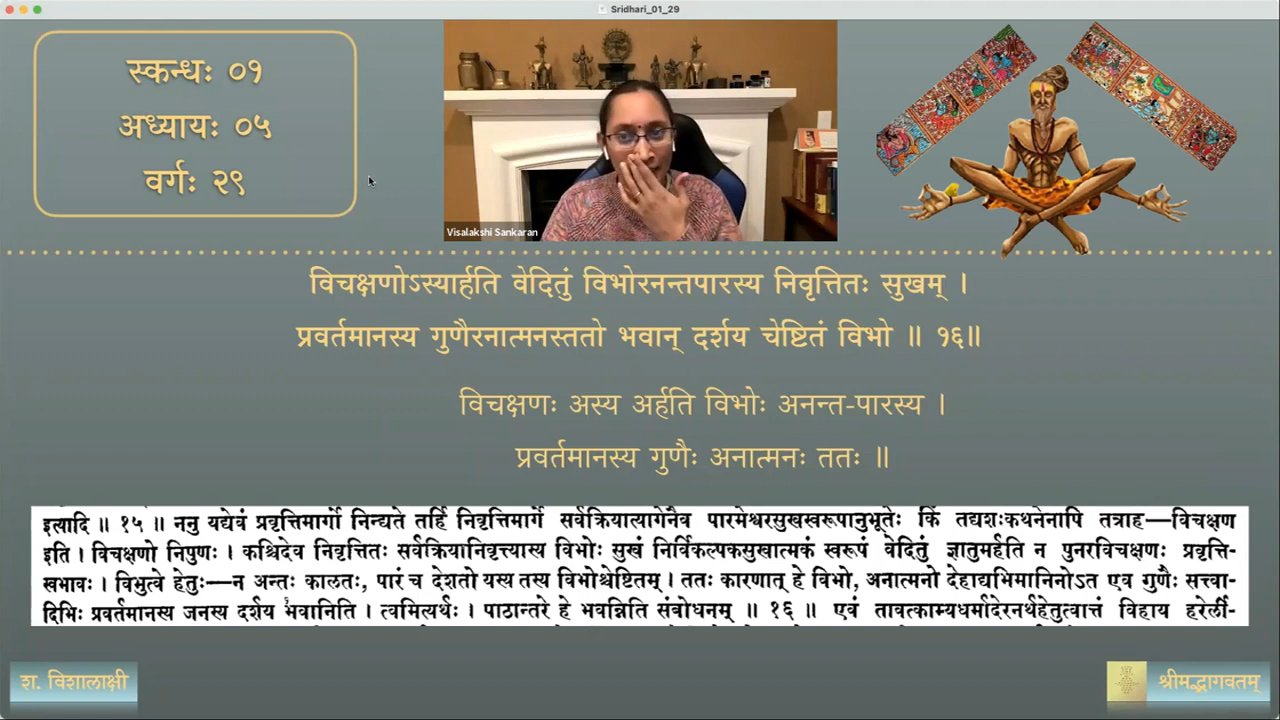 Sridhari_01_29
स्कन्धः ०१
अध्यायः ०५
वर्गः २९
Visalakshi Sankaran
विचक्षणोऽस्यार्हति वेदितुं विभोरनन्तपारस्य निवृत्तितः सुखम् ।
प्रवर्तमानस्य गुणैरनात्मनस्ततो भवान् दर्शय चेष्टितं विभो ॥ १६॥
विचक्षणः अस्य अर्हति विभोः अनन्त-पारस्य ।
प्रवर्तमानस्य गुणैः अनात्मनः ततः ॥
इत्यादि ॥ १५ ॥ ननु यद्येवं प्रवृत्तिमार्गो निन्द्यते तर्हि निवृत्तिमार्गे सर्वक्रियात्यागेनैव पारमेश्वरसुखस्वरूपानुभूतेः किं तद्यशःकथनेनापि तत्राह—विचक्षण
इति । विचक्षणो निपुणः । कश्चिदेव निवृत्तितः सर्वक्रियानिवृत्त्यास्य विभोः सुखं निर्विकल्पकसुखात्मकं स्वरूपं वेदितुं ज्ञातुमर्हति न पुनरविचक्षणः प्रवृत्ति-
स्वभावः । विभुत्वे हेतुः—न अन्तः कालतः, पारं च देशतो यस्य तस्य विभोश्चेष्टितम् । ततः कारणात् हे विभो, अनात्मनो देहाद्यभिमानिनोऽत एव गुणैः सत्त्वा-
दिभिः प्रवर्तमानस्य जनस्य दर्शय भवानिति । त्वमित्यर्थः । पाठान्तरे हे भवन्निति संबोधनम् ॥ १६ ॥ एवं तावत्काम्यधर्मादेरनर्थहेतुत्वात्तं विहाय हरेर्ली-
श. विशालाक्षी
श्रीमद्भागवतम्